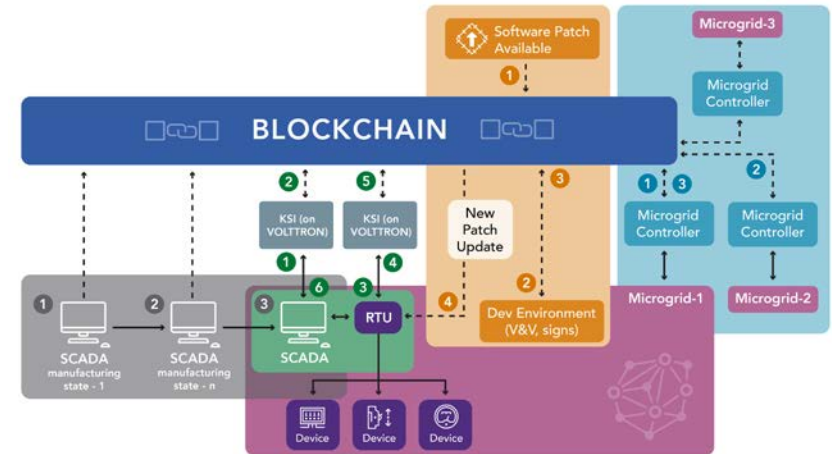 Software Patch
Available
Microgrid-3
1
Microgrid
Controller
BLOCKCHAIN
2
5
3
1
3
2
KSI (on
VOLTTRON)
KSI (on
VOLTTRON)
New
Patch
Update
Microgrid
Controller
Microgrid
Controller
1
4
6
3
2
4
1
2
3
Microgrid-1
Microgrid-2
RTU
Dev Environment
(V&V, signs)
SCADA
manufacturing
state - 1
SCADA
manufacturing
state - n
SCADA
Device
Device
Device